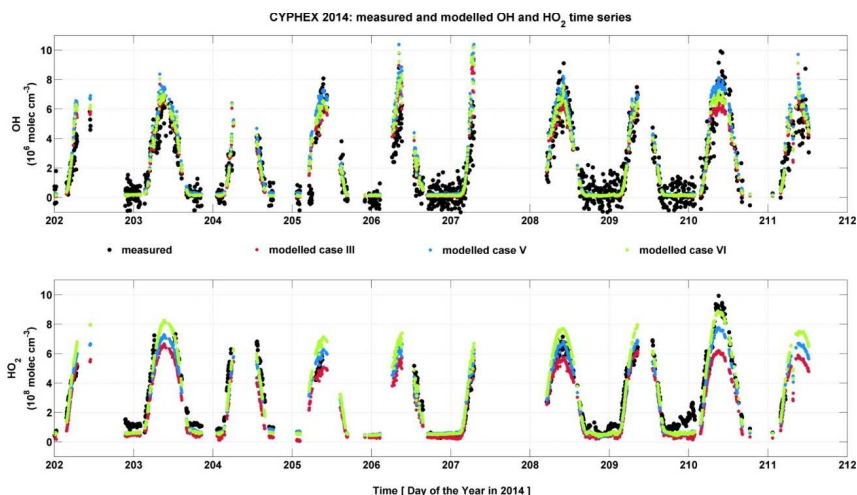 CYPHEX 2014: measured and modelled OH and HO2 time series
10
8
6
4
2
0
OH
(10^6 molec cm^-3)
202 203 204 205 206 207 208 209 210 211 212
measured modelled case III modelled case V modelled case VI
10
8
6
4
2
0
HO2
(10^8 molec cm^-3)
202 203 204 205 206 207 208 209 210 211 212
Time [ Day of the Year in 2014 ]